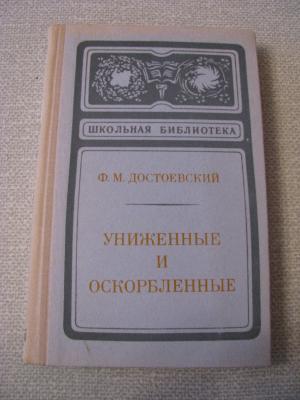 ШКОЛЬНАЯ БИБЛИОТЕКА
Ф. М. ДОСТОЕВСКИЙ
УНИЖЕННЫЕ
И
ОСКОРБЛЕННЫЕ